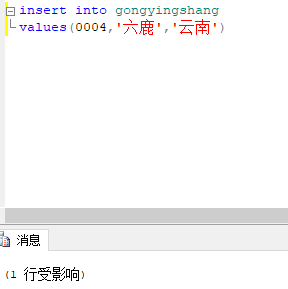 insert into gongyingshang
values(0004,'六鹿','云南')
消息
(1 行受影响)